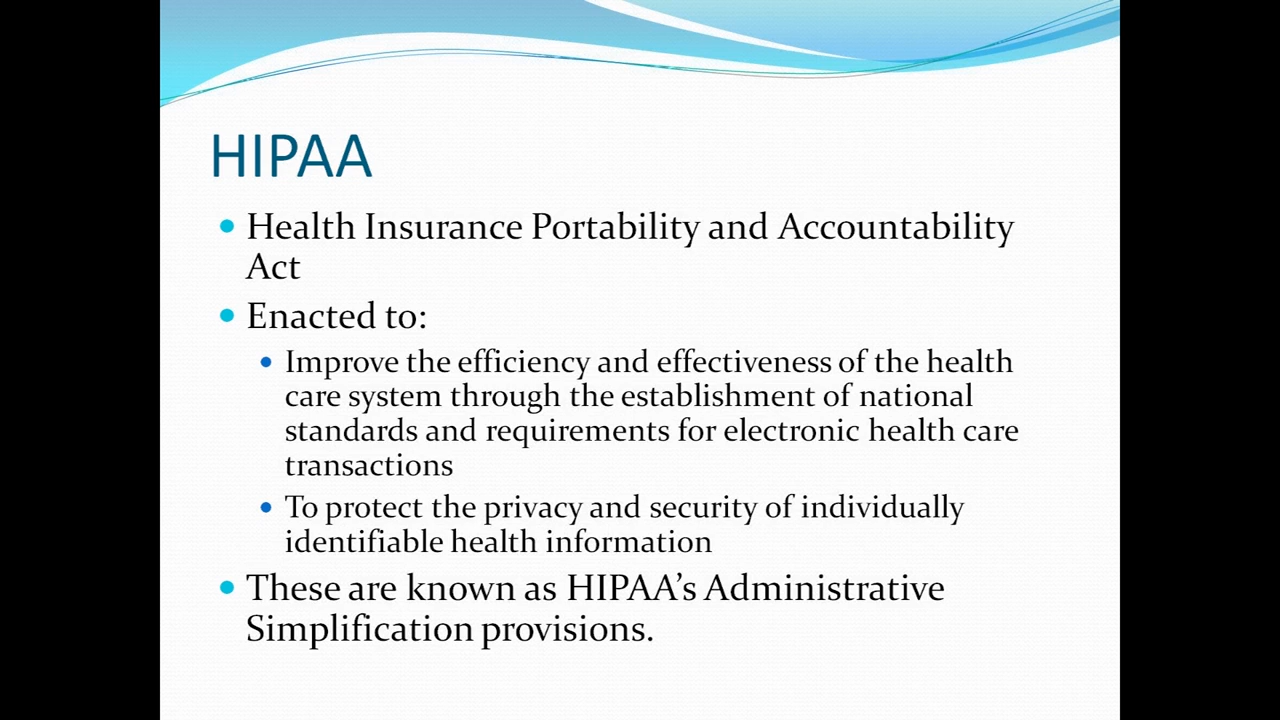 HIPAA
Health Insurance Portability and Accountability
Act
Enacted to:
Improve the efficiency and effectiveness of the health
care system through the establishment of national
standards and requirements for electronic health care
transactions
To protect the privacy and security of individually
identifiable health information
These are known as HIPAA’s Administrative
Simplification provisions.